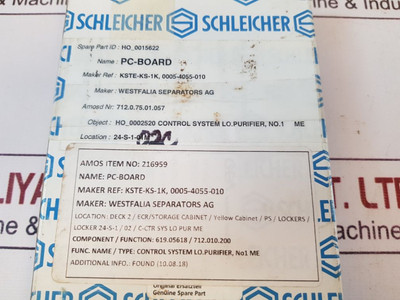 SCHLEICHER SCHLEICHER
Spare Part ID : HO_0015622
Name : PC-BOARD
Maker Ref : KSTE-KS-1K, 0005-4055-010
Maker : WESTFALIA SEPARATORS AG
Amosd Nr 712.0.75.01.057
Object : HO_0002520 CONTROL SYSTEM LO.PURIFIER, NO1 ME
Location : 24-S-1
AMOS ITEM NO: 216959
NAME: PC-BOARD
MAKER REF: KSTE-KS-1K, 0005-4055-010
MAKER: WESTFALIA SEPARATORS AG
LOCATION: DECK 2 / ECR/STORAGE CABINET / Yellow Cabinet / PS / LOCKERS /
LOCKER 24-S-1 / 02 / C-CTR SYS LO PUR ME
COMPONENT / FUNCTION: 619.05618 / 712.010.200
FUNC. NAME / TYPE: CONTROL SYSTEM LO.PURIFIER, No1 ME
ADDITIONAL INFO.: FOUND (10.08.18)
Original Ersatzteil
Genuine Spare Part